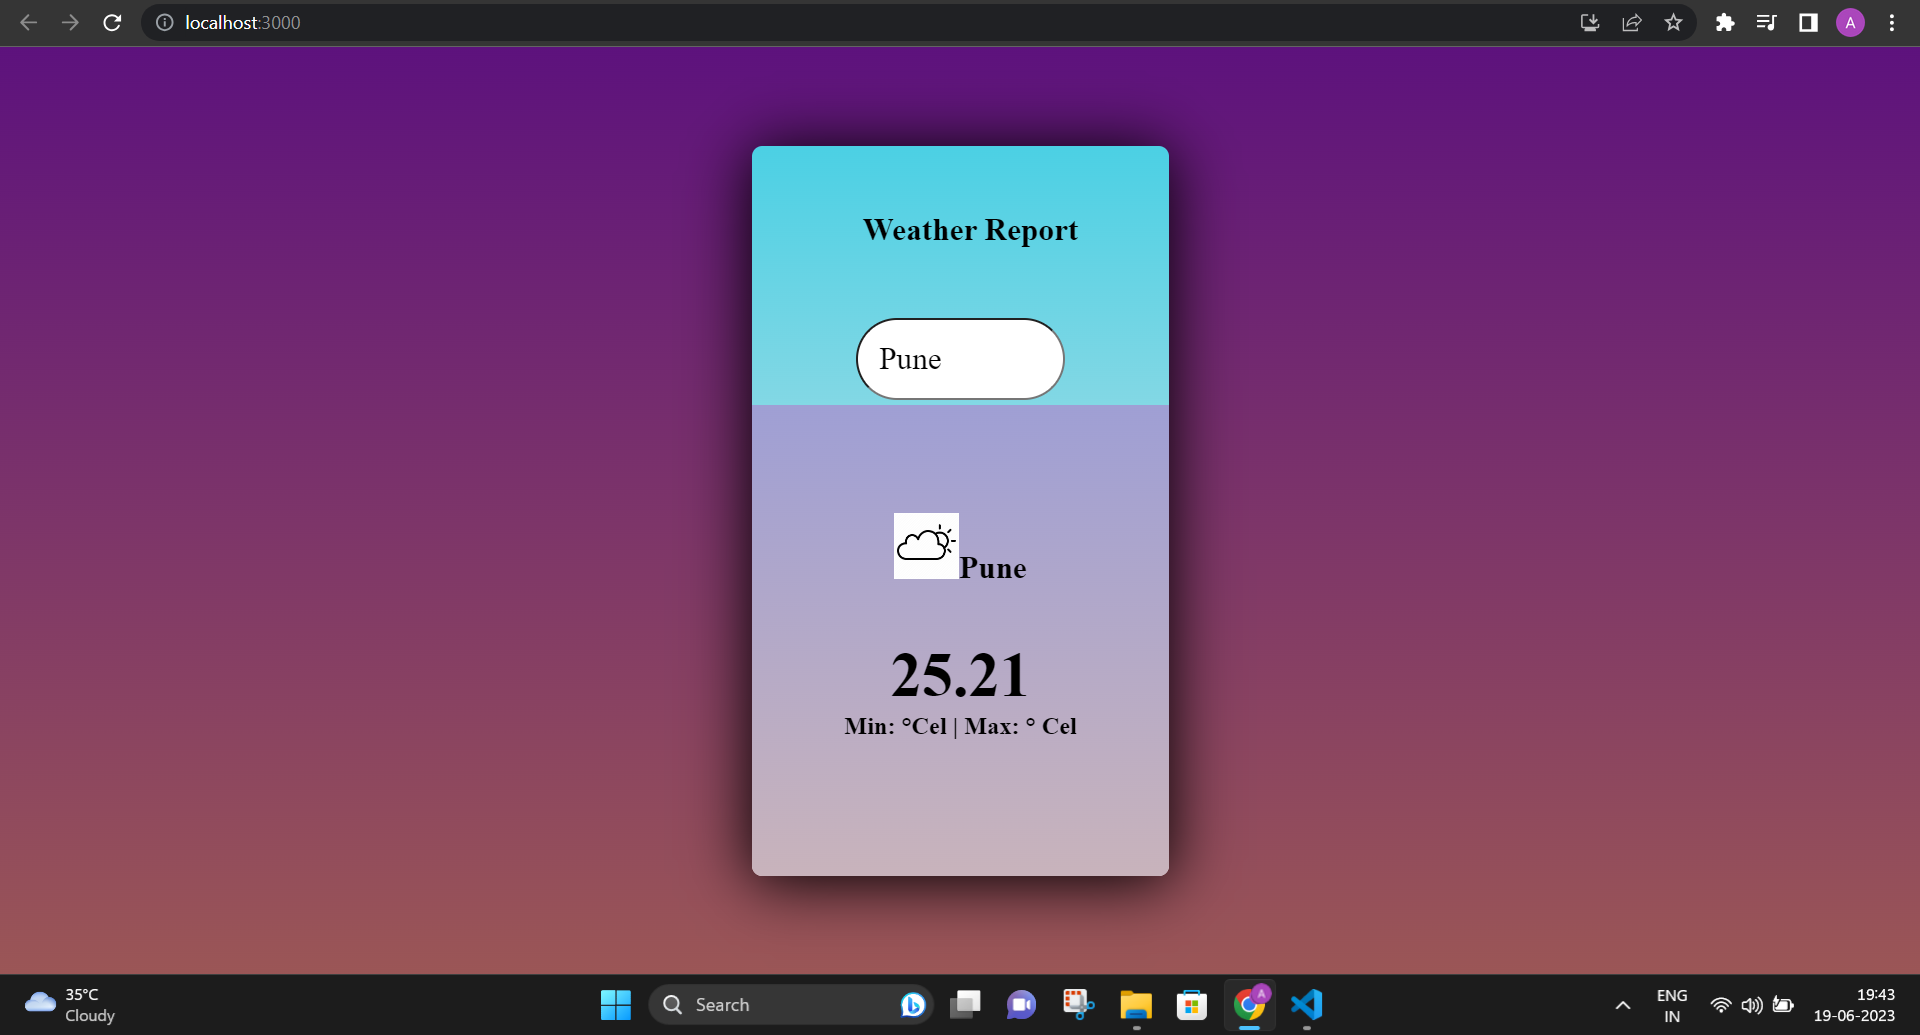 localhost:3000
A
Weather Report
Pune
Pune
25.21
Min: °Cel | Max: ° Cel
35°C
Cloudy
Search
A
ENG
IN
19:43
19-06-2023